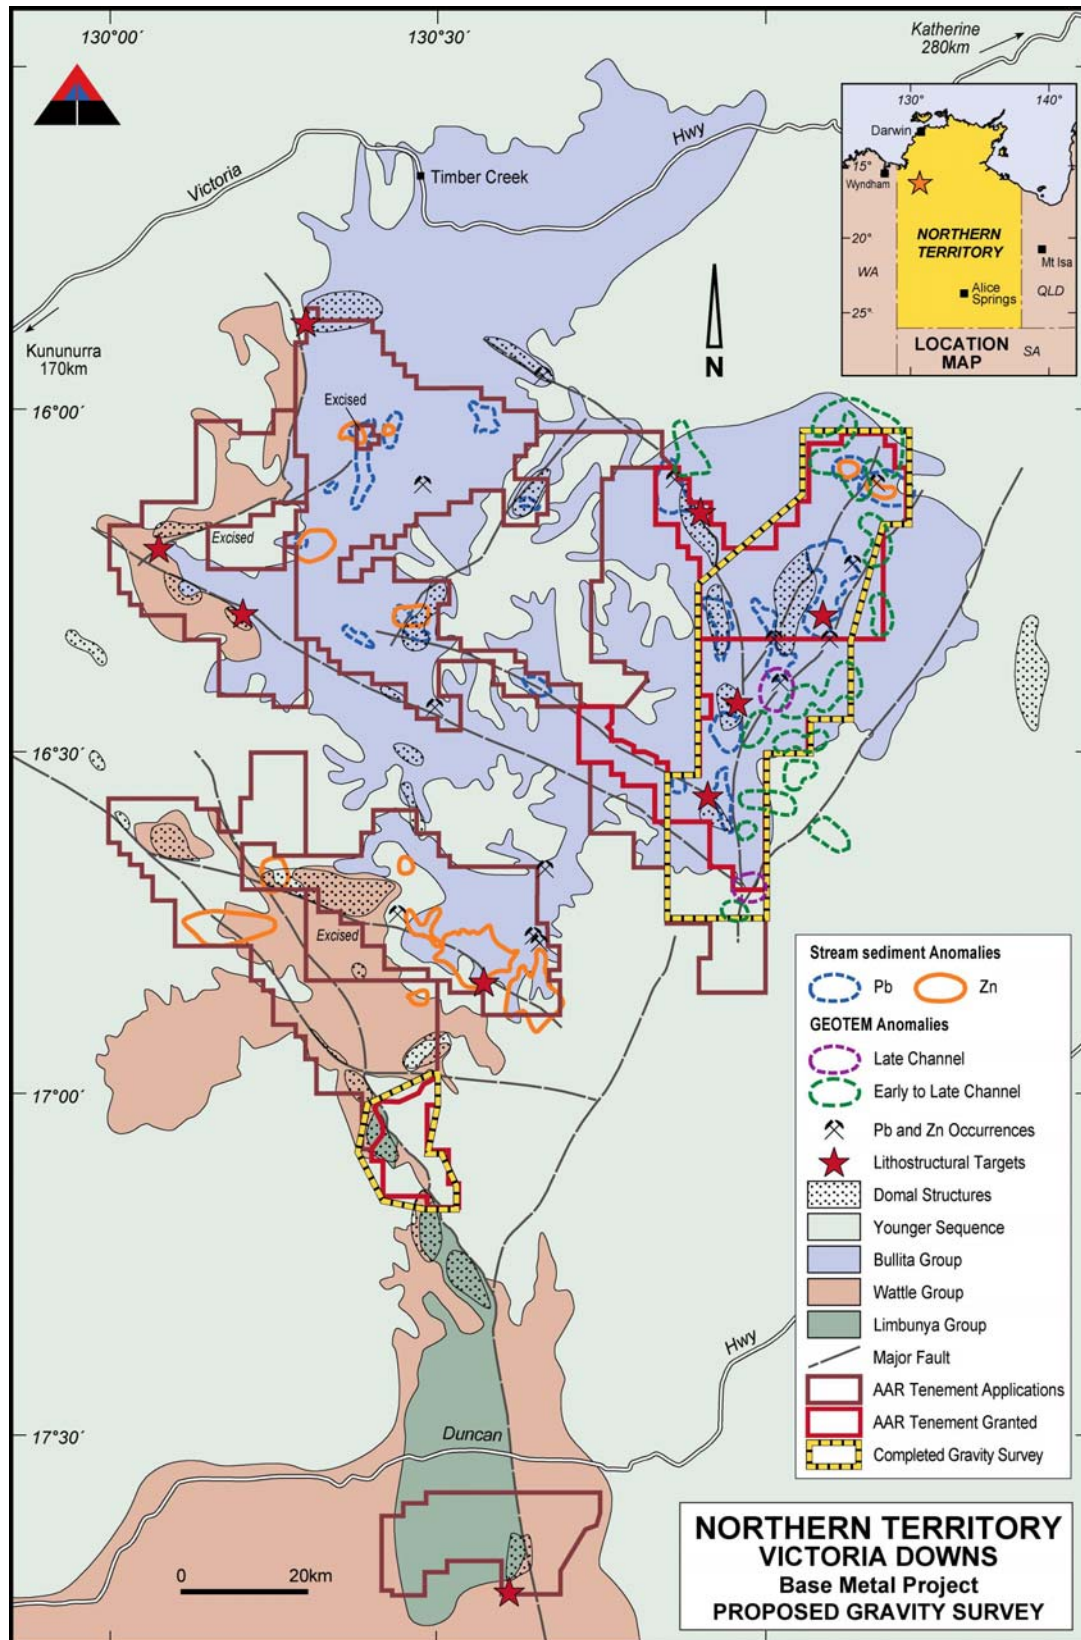 130°00´
130°30´
Katherine
280km
Victoria
Hwy
Timber Creek
Kununurra
170km
N
130°
140°
Darwin
15°
Wyndham
20°
NORTHERN
TERRITORY
WA
Mt Isa
QLD
Alice
Springs
25°
LOCATION
MAP
SA
16°00´
Excised
Excised
16°30´
Excised
17°00´
17°30´
Duncan
Hwy
0
20km
Stream sediment Anomalies
Pb
Zn
GEOTEM Anomalies
Late Channel
Early to Late Channel
Pb and Zn Occurrences
Lithostructural Targets
Domal Structures
Younger Sequence
Bullita Group
Wattle Group
Limbunya Group
Major Fault
AAR Tenement Applications
AAR Tenement Granted
Completed Gravity Survey
NORTHERN TERRITORY
VICTORIA DOWNS
Base Metal Project
PROPOSED GRAVITY SURVEY